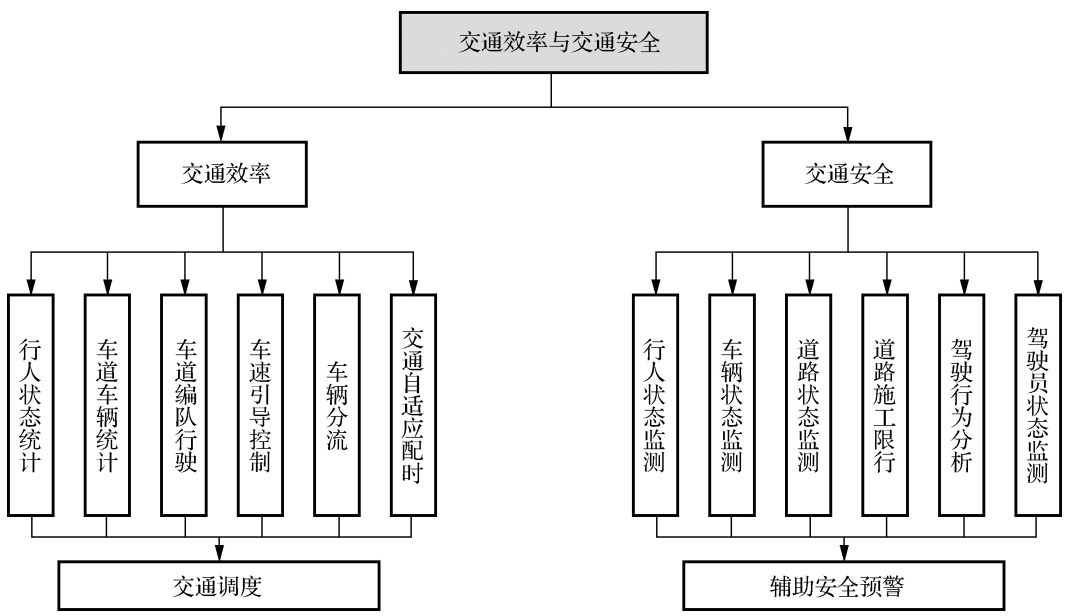 交通效率与交通安全
交通效率
交通安全
行人状态统计
车道车辆统计
车道编队行驶
车速引导控制
车辆分流
交通自适应配时
行人状态监测
车辆状态监测
道路状态监测
道路施工限行
驾驶行为分析
驾驶员状态监测
交通调度
辅助安全预警